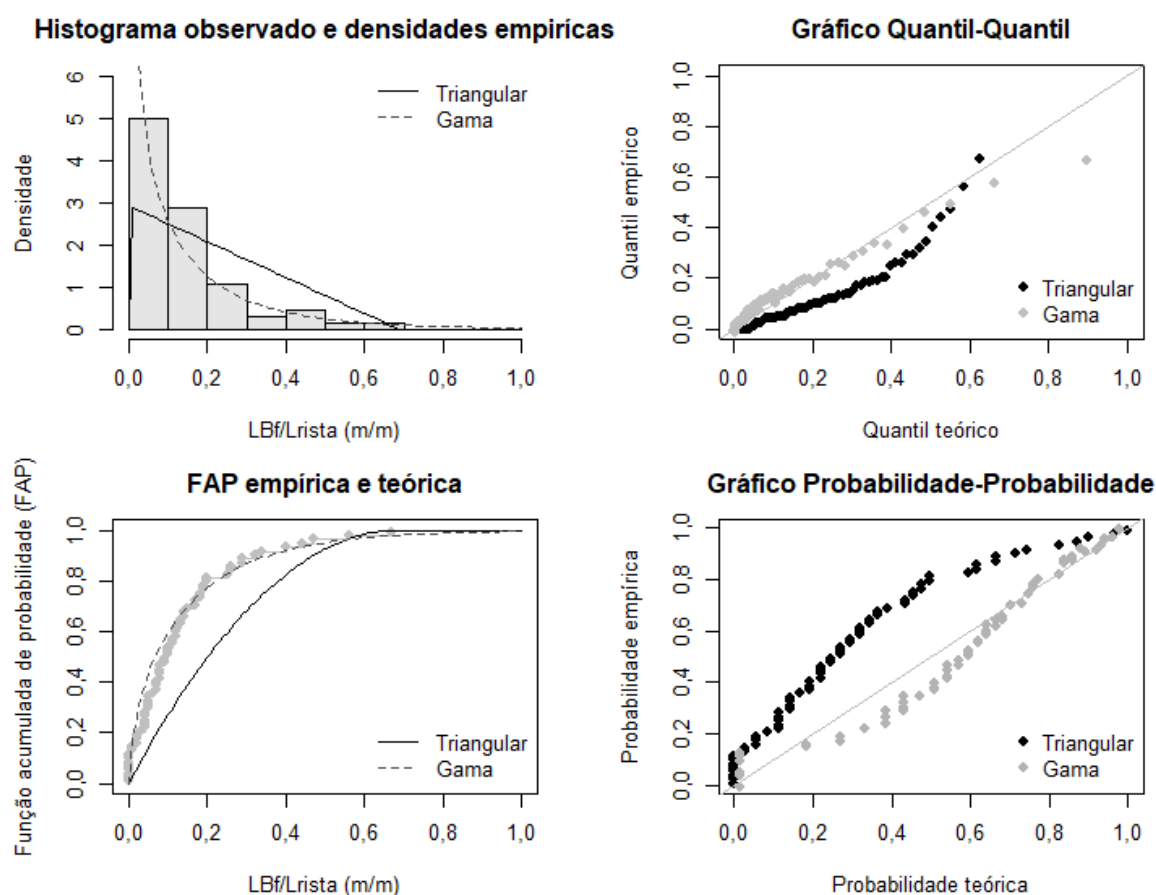 Histograma observado e densidades empíricas
Densidade
6
5
4
3
2
1
0
Triangular
Gama
0,0 0,2 0,4 0,6 0,8 1,0
LBf/Lrista (m/m)
Gráfico Quantil-Quantil
Quantil empírico
1,0
0,8
0,6
0,4
0,2
0,0
Triangular
Gama
0,0 0,2 0,4 0,6 0,8 1,0
Quantil teórico
FAP empírica e teórica
Função acumulada de probabilidade (FAP)
1,0
0,8
0,6
0,4
0,2
0,0
Triangular
Gama
0,0 0,2 0,4 0,6 0,8 1,0
LBf/Lrista (m/m)
Gráfico Probabilidade-Probabilidade
Probabilidade empírica
1,0
0,8
0,6
0,4
0,2
0,0
Triangular
Gama
0,0 0,2 0,4 0,6 0,8 1,0
Probabilidade teórica